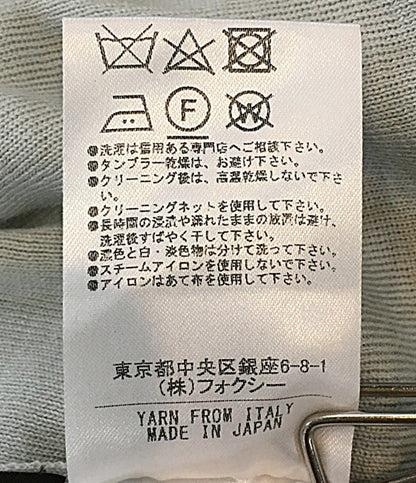 F W
●洗濯は信用ある専門店へご相談下さい。
●タンブラー乾燥は、お避け下さい。
●クリーニング後は、高温乾燥しないで下さ
い。
●クリーニングネットを使用して下さい。
●長時間の浸漬や濡れたままの放置は避け、
洗濯後すばやく干して下さい。
●濃色と白・淡色物は分けて洗って下さい。
●スチームアイロンを使用しないで下さい。
●アイロンはあて布を使用して下さい。
東京都中央区銀座6-8-1
(株)フォクシー
YARN FROM ITALY
MADE IN JAPAN